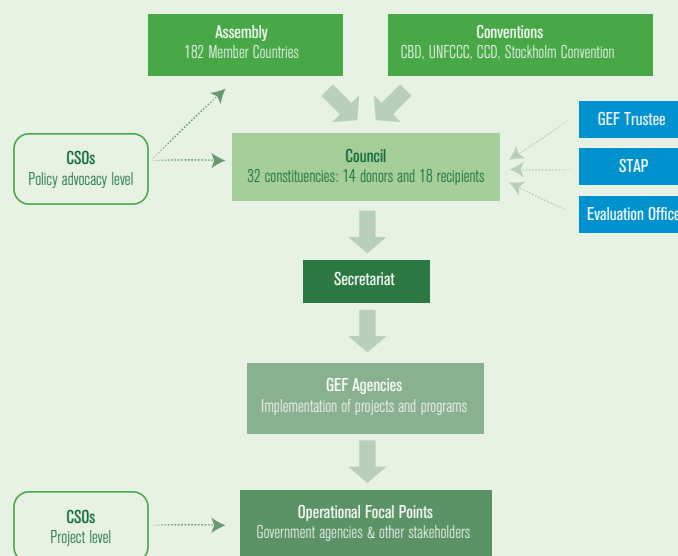 Assembly
182 Member Countries
Conventions
CBD, UNFCCC, CCD, Stockholm Convention
CSOs
Policy advocacy level
Council
32 constituencies: 14 donors and 18 recipients
GEF Trustee
STAP
Evaluation Office
Secretariat
GEF Agencies
Implementation of projects and programs
CSOs
Project level
Operational Focal Points
Government agencies & other stakeholders